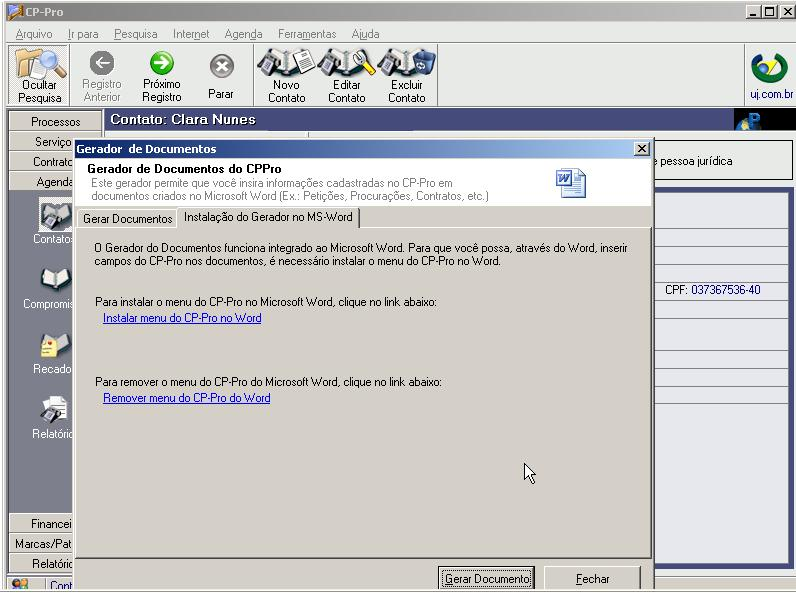 CP-Pro
Arquivo Ir para Pesquisa Internet Agenda Ferramentas Ajuda
Ocultar Pesquisa
Registro Anterior
Próximo Registro
Parar
Novo Contato
Editar Contato
Excluir Contato
uj.com.br
Processos
Contato: Clara Nunes
Serviço
Contrato
Agenda
Contato
Compromis
Recado
Relatório
Financei
Marcas/Pat
Relatório
Cont
e pessoa jurídica
CPF: 037367536-40
Gerador de Documentos
Gerador de Documentos do CPPro
Este gerador permite que você insira informações cadastradas no CP-Pro em
documentos criados no Microsoft Word (Ex.: Petições, Procurações, Contratos, etc.)
Gerar Documentos Instalação do Gerador no MS-Word
O Gerador do Documentos funciona integrado ao Microsoft Word. Para que você possa, através do Word, inserir
campos do CP-Pro nos documentos, é necessário instalar o menu do CP-Pro no Word.
Para instalar o menu do CP-Pro no Microsoft Word, clique no link abaixo:
Instalar menu do CP-Pro no Word
Para remover o menu do CP-Pro do Microsoft Word, clique no link abaixo:
Remover menu do CP-Pro do Word
Gerar Documento Fechar